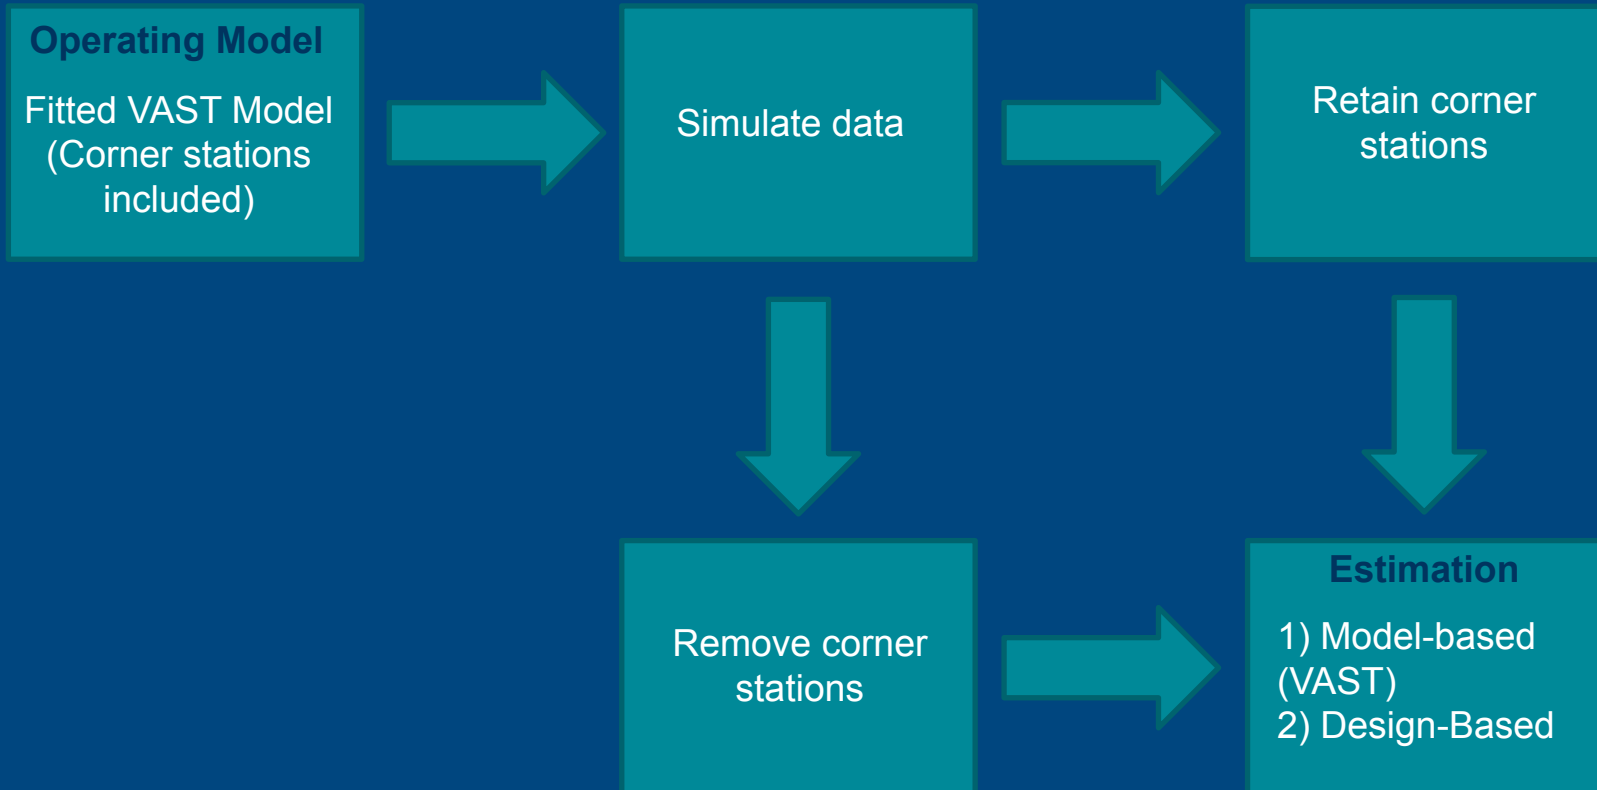 Operating Model
Fitted VAST Model
(Corner stations
included)
Simulate data
Retain corner
stations
Remove corner
stations
Estimation
1) Model-based
(VAST)
2) Design-Based